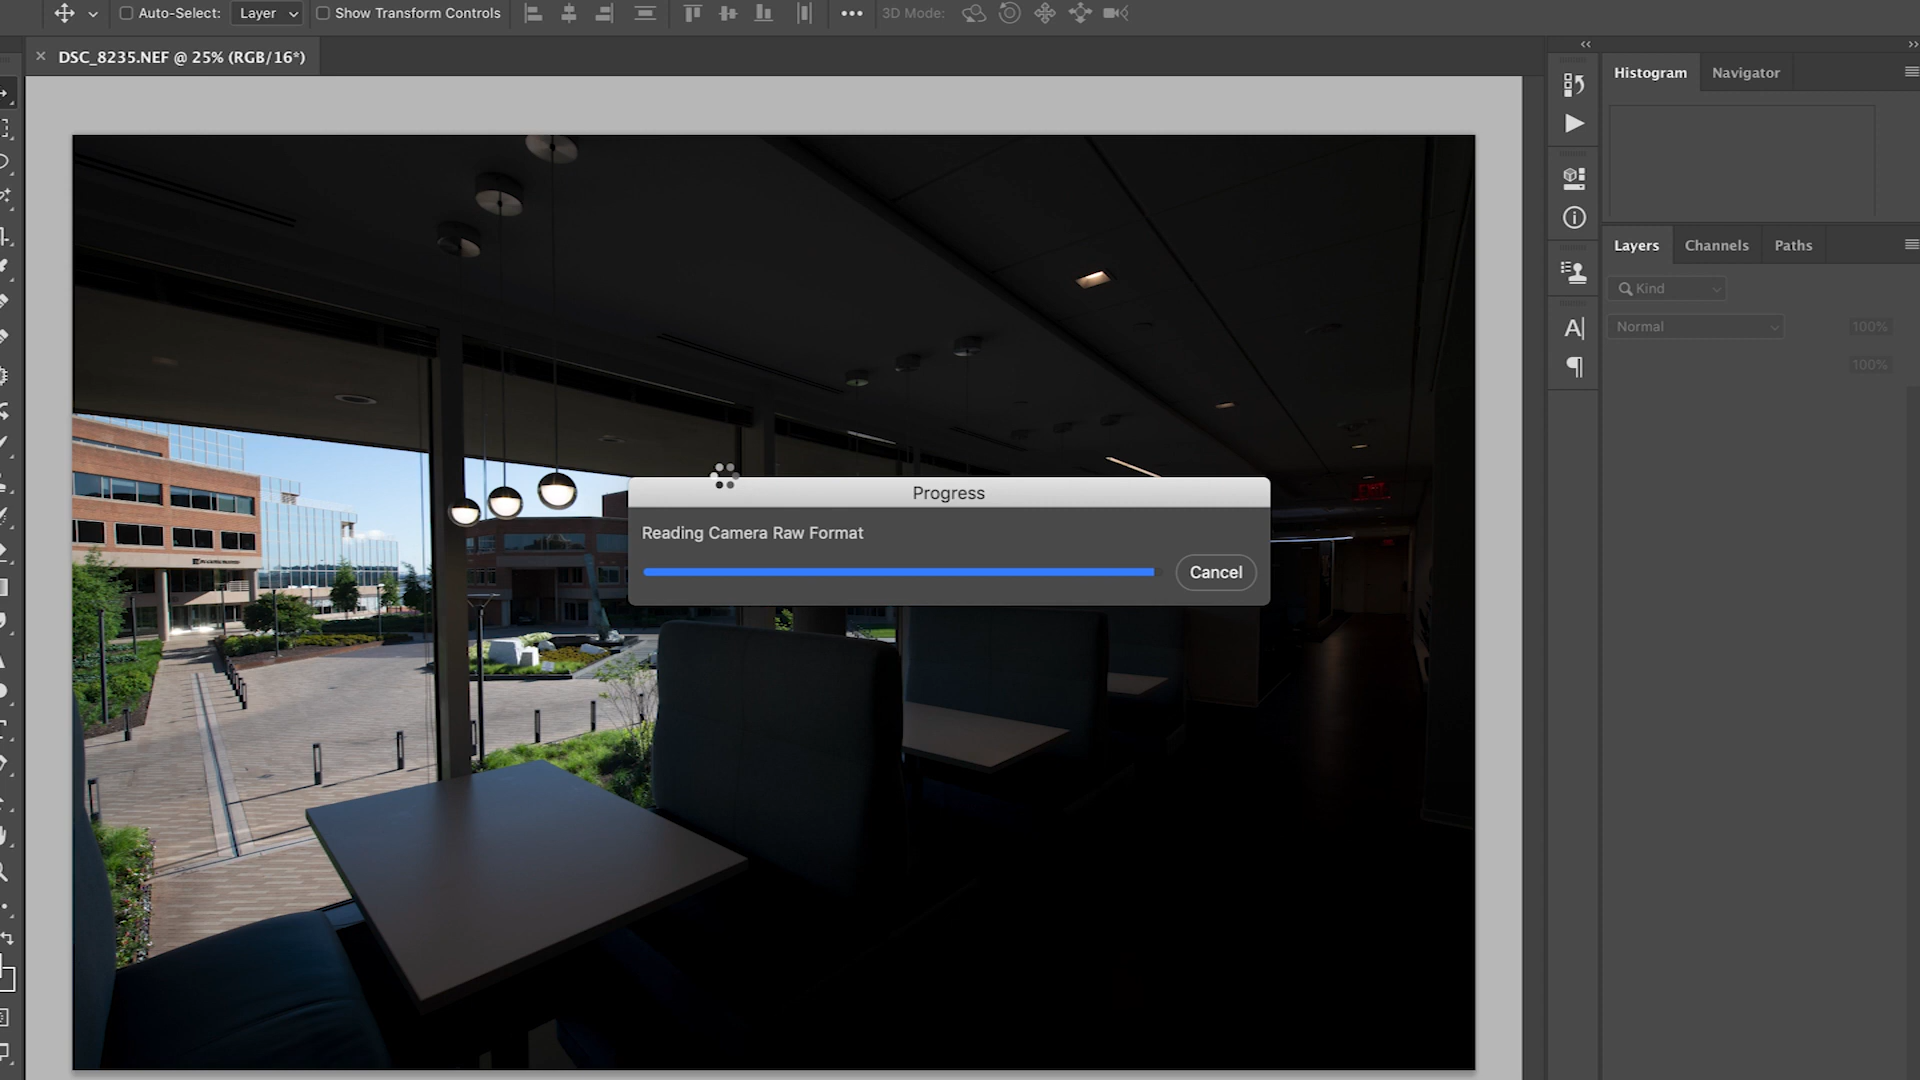 Auto-Select:
Layer
Show Transform Controls
3D Mode:
DSC_8235.NEF @ 25% (RGB/16*)
Histogram
Navigator
Layers
Channels
Paths
Kind
Normal
100%
100%
Progress
Reading Camera Raw Format
Cancel
EXIT